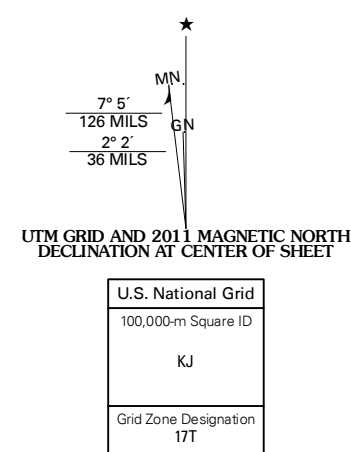 ★
M.N.
7° 5´
126 MILS
GN
2° 2´
36 MILS
UTM GRID AND 2011 MAGNETIC NORTH
DECLINATION AT CENTER OF SHEET
U.S. National Grid
100,000-m Square ID
KJ
Grid Zone Designation
17T